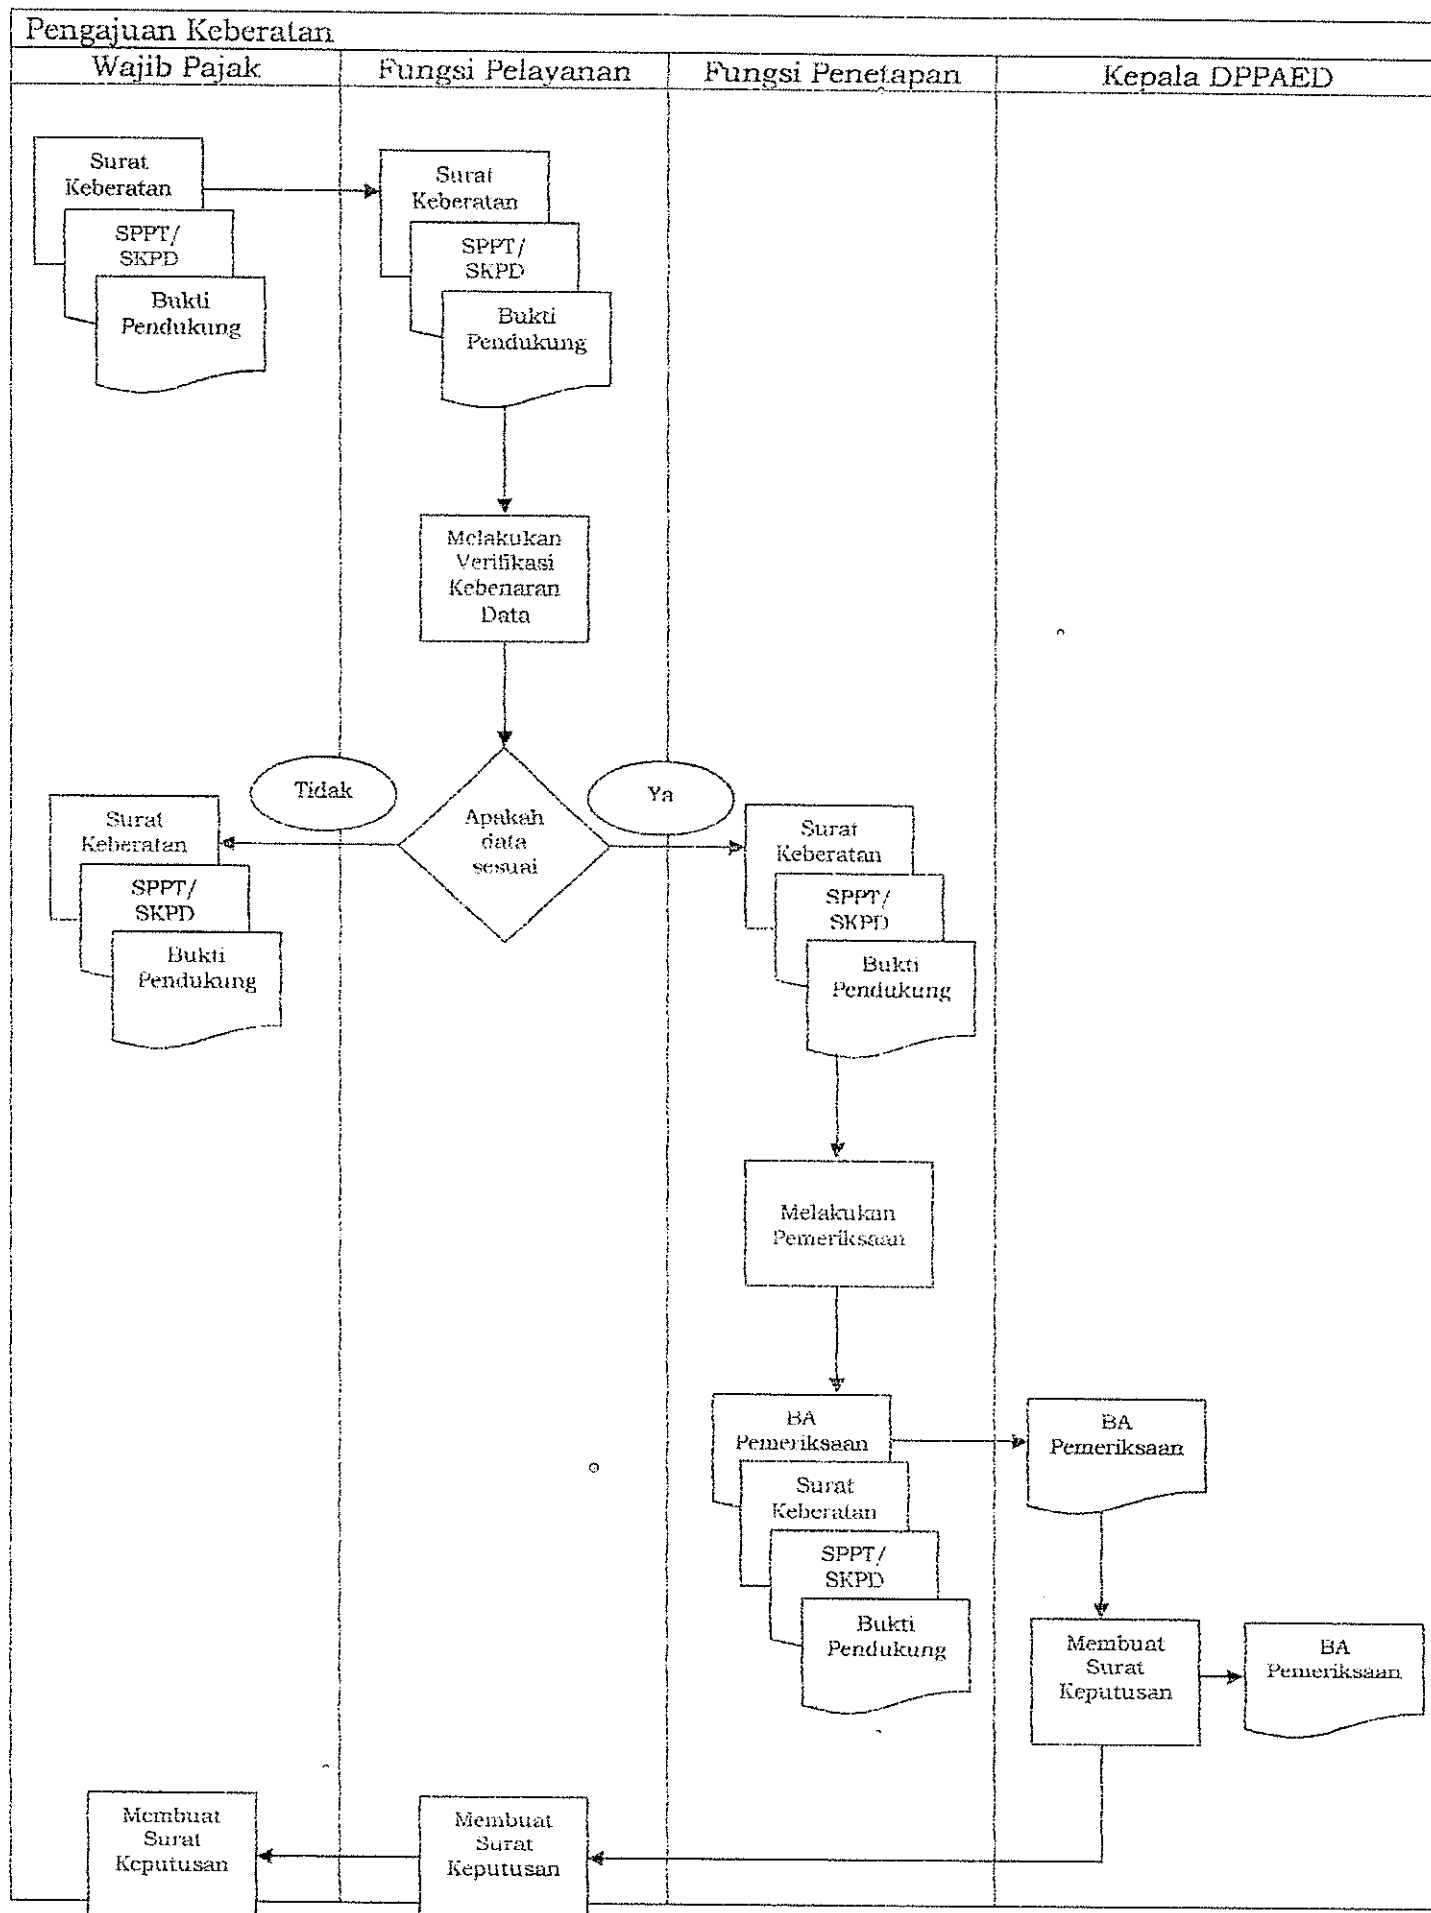 Pengajuan Keberatan
Wajib Pajak
Fungsi Pelayanan
Fungsi Penetapan
Kepala DPPAED
Surat
Keberatan
SPPT/
SKPD
Bukti
Pendukung
Surat
Keberatan
SPPT/
SKPD
Bukti
Pendukung
Melakukan
Verifikasi
Kebenaran
Data
Tidak
Apakah
data
sesuai
Ya
Surat
Keberatan
SPPT/
SKPD
Bukti
Pendukung
Surat
Keberatan
SPPT/
SKPD
Bukti
Pendukung
Melakukan
Pemeriksaan
BA
Pemeriksaan
Surat
Keberatan
SPPT/
SKPD
Bukti
Pendukung
BA
Pemeriksaan
Membuat
Surat
Keputusan
BA
Pemeriksaan
Membuat
Surat
Keputusan
Membuat
Surat
Keputusan